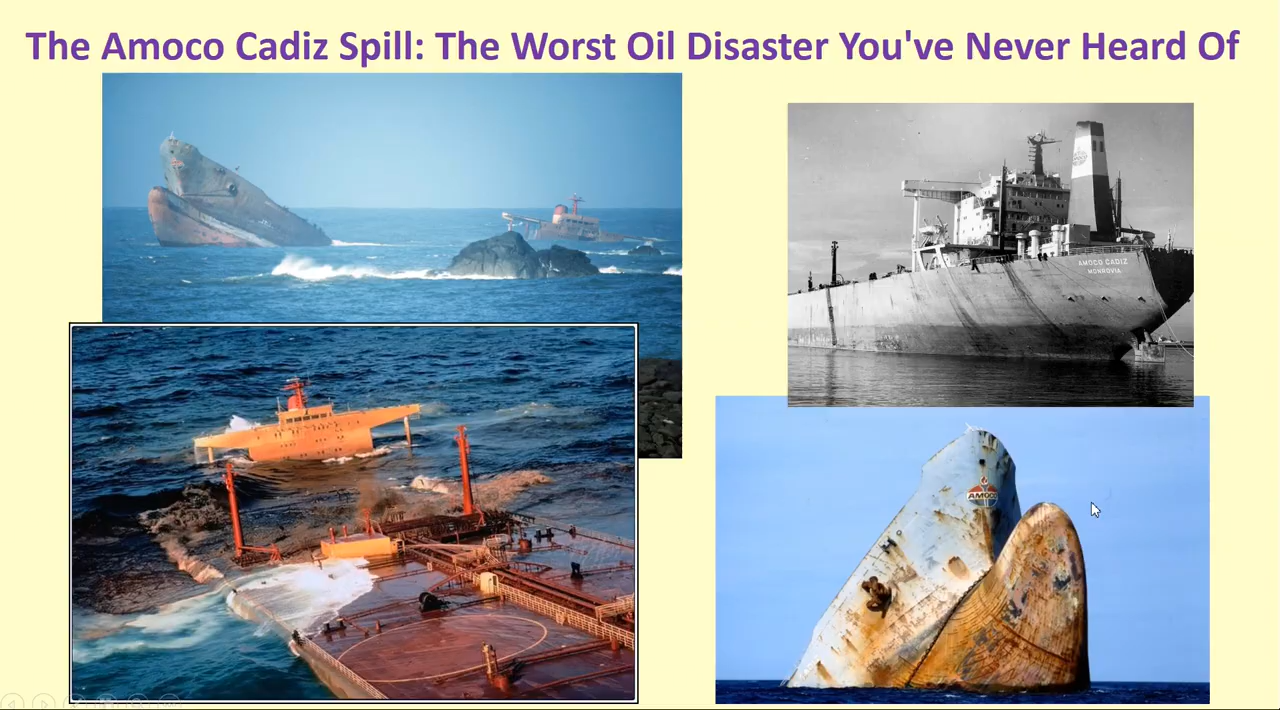 The Amoco Cadiz Spill: The Worst Oil Disaster You've Never Heard Of
AMOCO CADIZ
MONROVIA
AMOCO